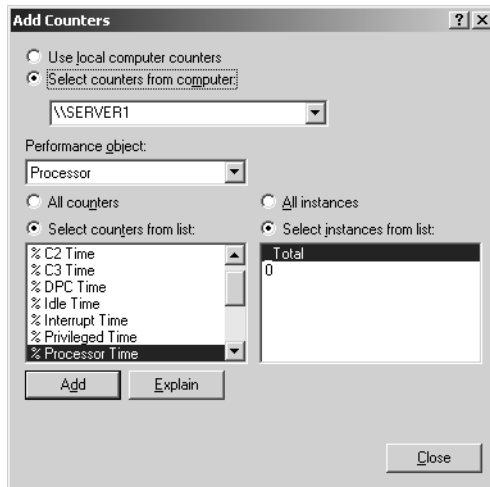 Add Counters
Use local computer counters
Select counters from computer:
\\SERVER1
Performance object:
Processor
All counters
All instances
Select counters from list:
Select instances from list:
% C2 Time
% C3 Time
% DPC Time
% Idle Time
% Interrupt Time
% Privileged Time
% Processor Time
_Total
0
Add
Explain
Close